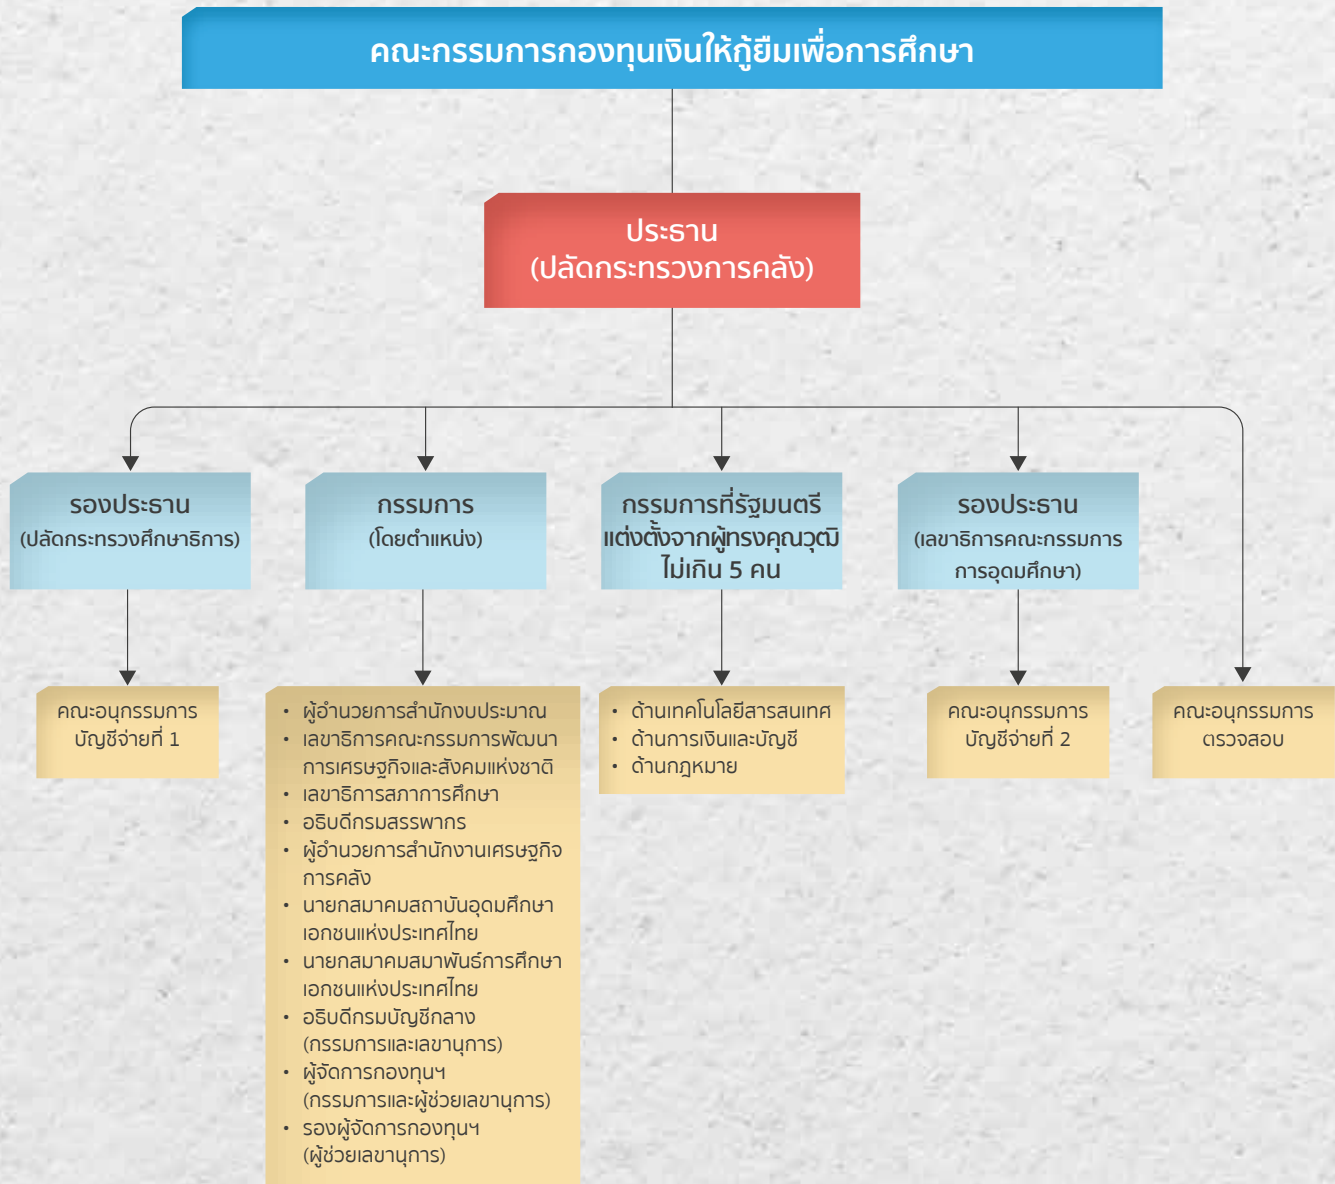 คณะกรรมการกองทุนเงินให้กู้ยืมเพื่อการศึกษา
ประธาน
(ปลัดกระทรวงการคลัง)
รองประธาน
(ปลัดกระทรวงศึกษาธิการ)
กรรมการ
(โดยตำแหน่ง)
กรรมการที่รัฐมนตรี
แต่งตั้งจากผู้ทรงคุณวุฒิ
ไม่เกิน 5 คน
รองประธาน
(เลขาธิการคณะกรรมการ
การอุดมศึกษา)
คณะอนุกรรมการ
บัญชีจ่ายที่ 1
• ผู้อำนวยการสำนักงบประมาณ
• เลขาธิการคณะกรรมการพัฒนา
การเศรษฐกิจและสังคมแห่งชาติ
• เลขาธิการสภาการศึกษา
• อธิบดีกรมสรรพากร
• ผู้อำนวยการสำนักงานเศรษฐกิจ
การคลัง
• นายกสมาคมสถาบันอุดมศึกษา
เอกชนแห่งประเทศไทย
• นายกสมาคมสมาพันธ์การศึกษา
เอกชนแห่งประเทศไทย
• อธิบดีกรมบัญชีกลาง
(กรรมการและเลขานุการ)
• ผู้จัดการกองทุนฯ
(กรรมการและผู้ช่วยเลขานุการ)
• รองผู้จัดการกองทุนฯ
(ผู้ช่วยเลขานุการ)
• ด้านเทคโนโลยีสารสนเทศ
• ด้านการเงินและบัญชี
• ด้านกฎหมาย
คณะอนุกรรมการ
บัญชีจ่ายที่ 2
คณะอนุกรรมการ
ตรวจสอบ